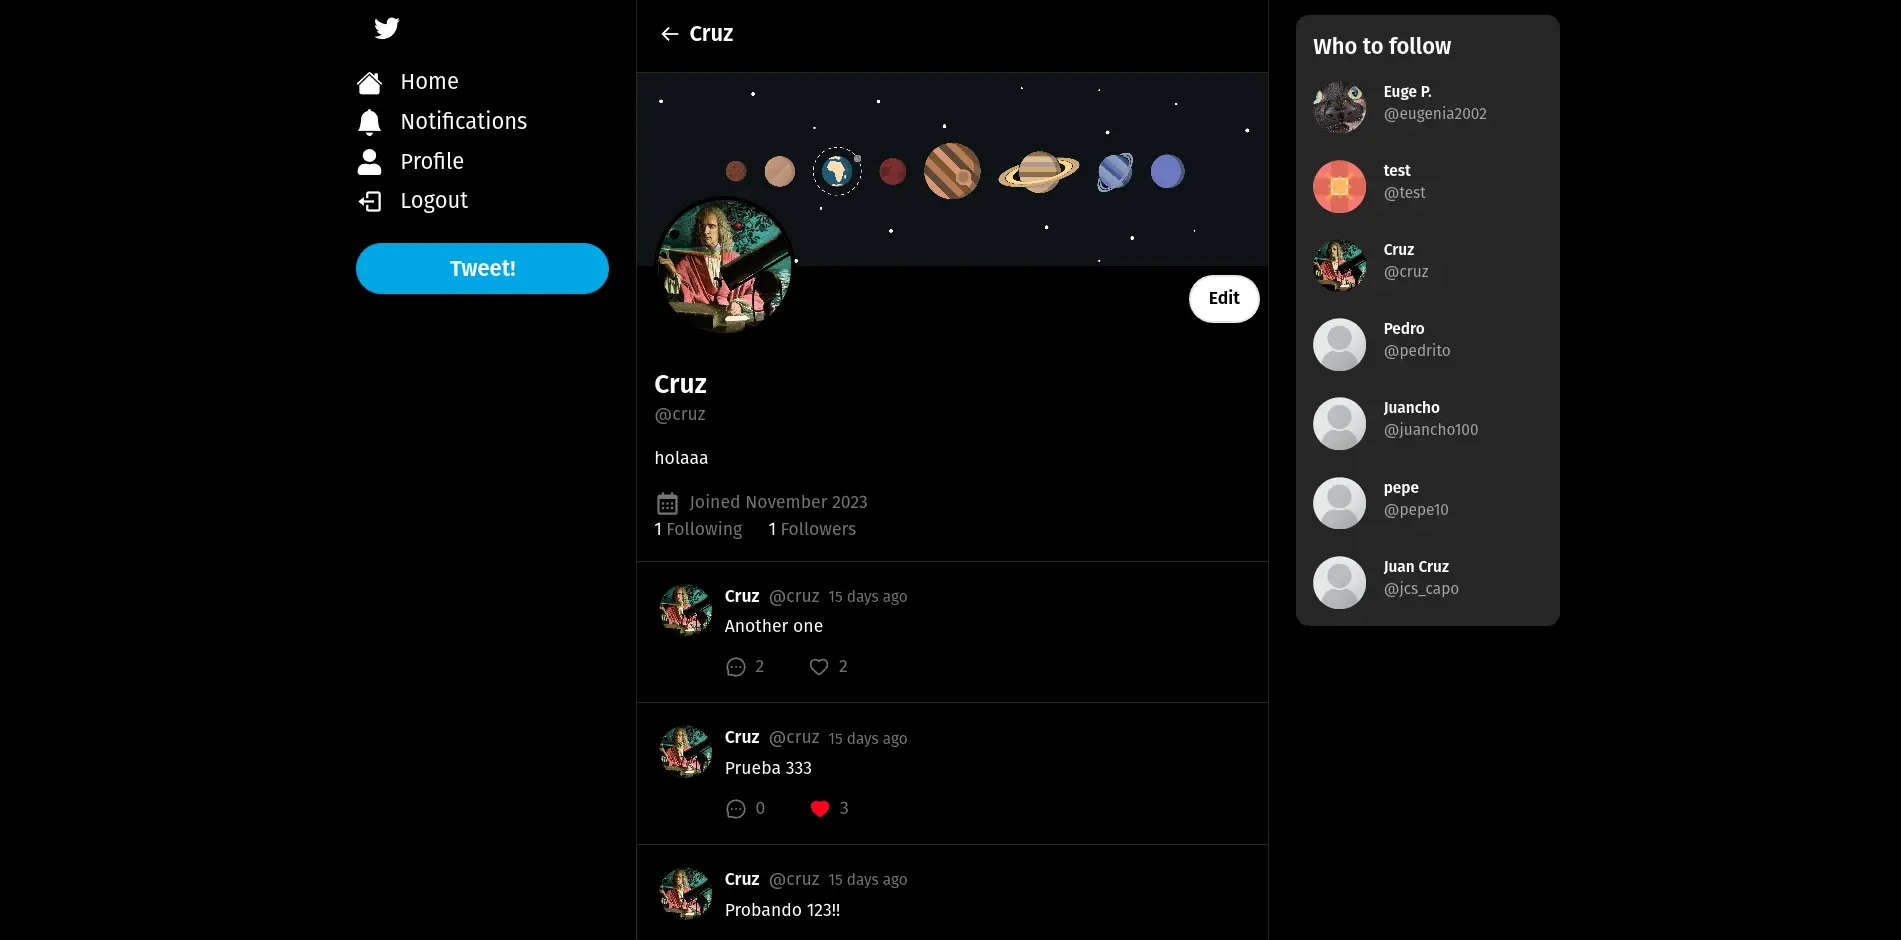 Home
Notifications
Profile
Logout
Tweet!
Cruz
Edit
Cruz
@cruz
holaaa
Joined November 2023
1 Following 1 Followers
Cruz @cruz 15 days ago
Another one
2 2
Cruz @cruz 15 days ago
Prueba 333
0 3
Cruz @cruz 15 days ago
Probando 123!!
Who to follow
Euge P.
@eugenia2002
test
@test
Cruz
@cruz
Pedro
@pedrito
Juancho
@juancho100
pepe
@pepe10
Juan Cruz
@jcs_capo